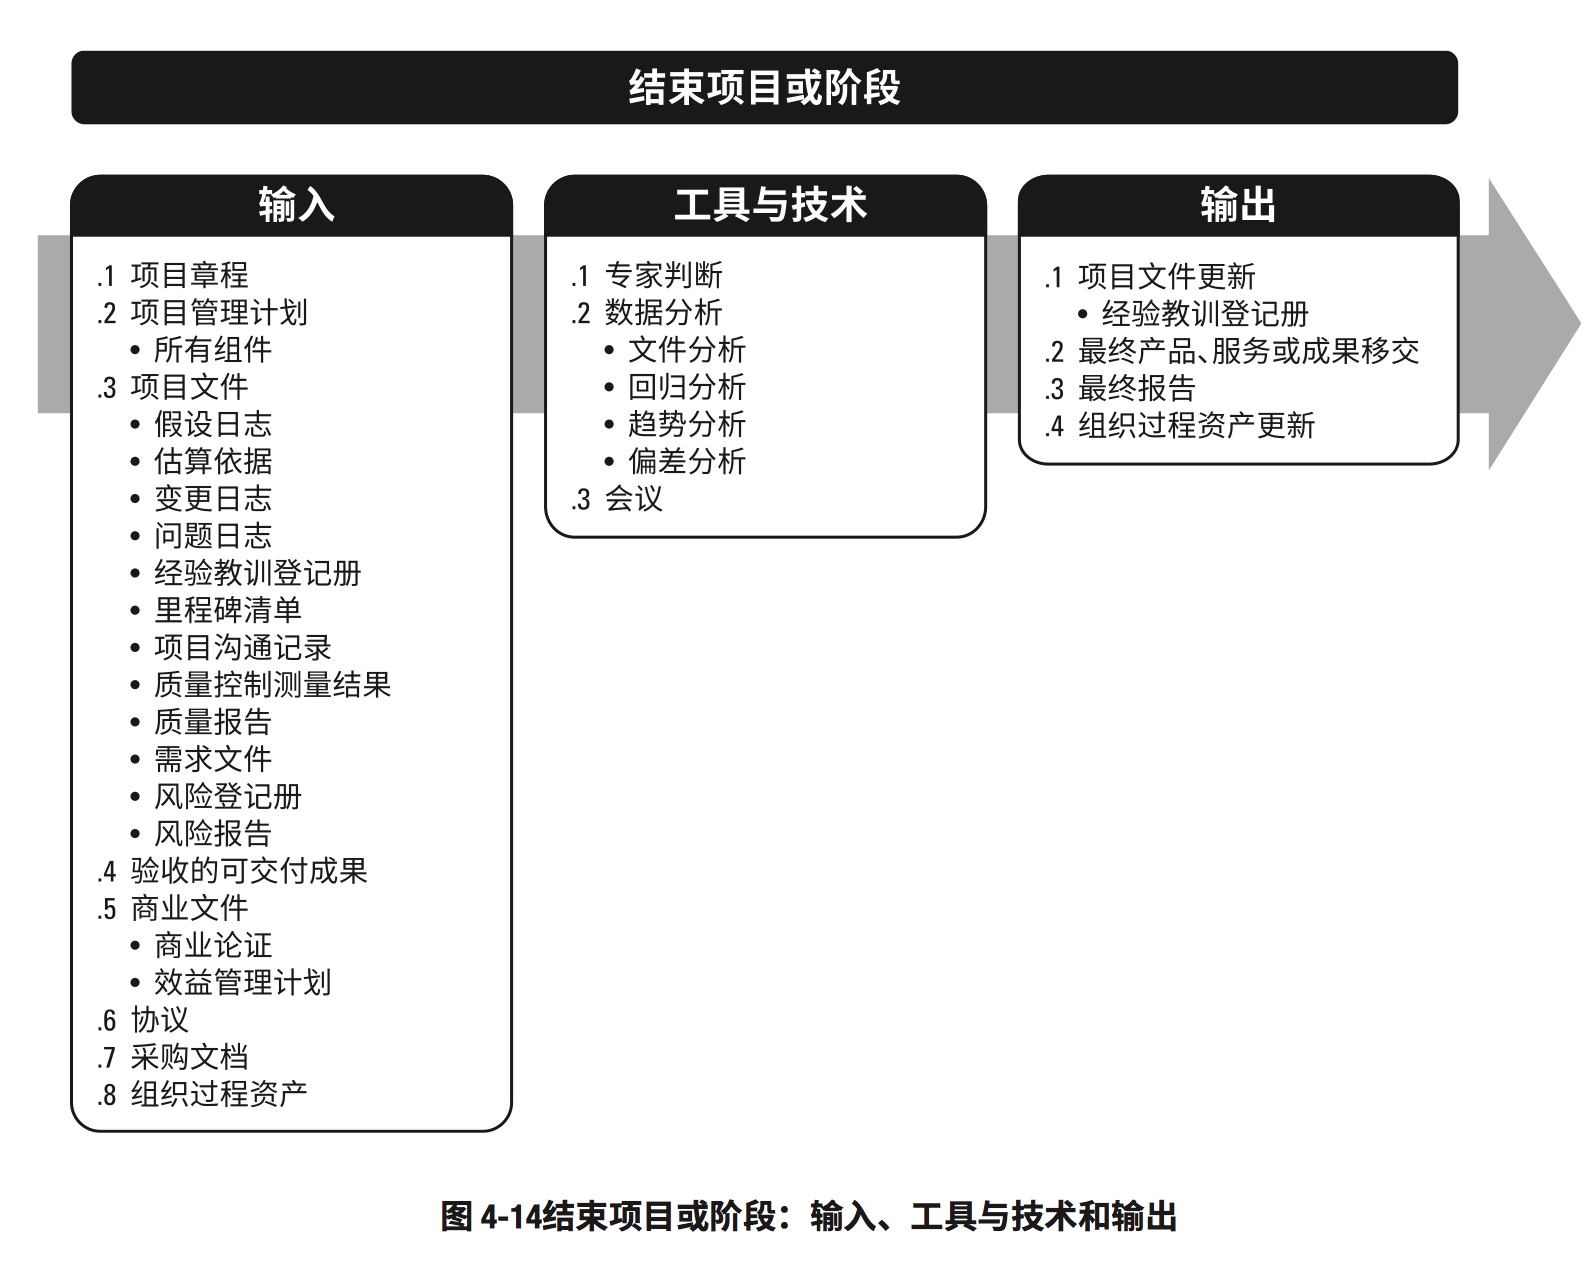 结束项目或阶段
输入
.1 项目章程
.2 项目管理计划
• 所有组件
.3 项目文件
• 假设日志
• 估算依据
• 变更日志
• 问题日志
• 经验教训登记册
• 里程碑清单
• 项目沟通记录
• 质量控制测量结果
• 质量报告
• 需求文件
• 风险登记册
• 风险报告
.4 验收的可交付成果
.5 商业文件
• 商业论证
• 效益管理计划
.6 协议
.7 采购文档
.8 组织过程资产
工具与技术
.1 专家判断
.2 数据分析
• 文件分析
• 回归分析
• 趋势分析
• 偏差分析
.3 会议
输出
.1 项目文件更新
• 经验教训登记册
.2 最终产品、服务或成果移交
.3 最终报告
.4 组织过程资产更新
图 4-14结束项目或阶段：输入、工具与技术和输出